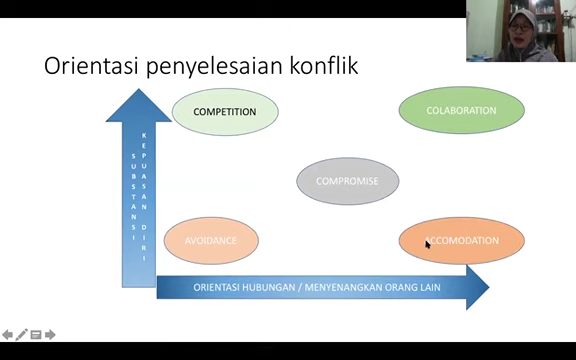 Orientasi penyelesaian konflik
COMPETITION
COLABORATION
SUBSTANSI
KEPUASAN DIRI
COMPROMISE
AVOIDANCE
ACCOMODATION
ORIENTASI HUBUNGAN / MENYENANGKAN ORANG LAIN